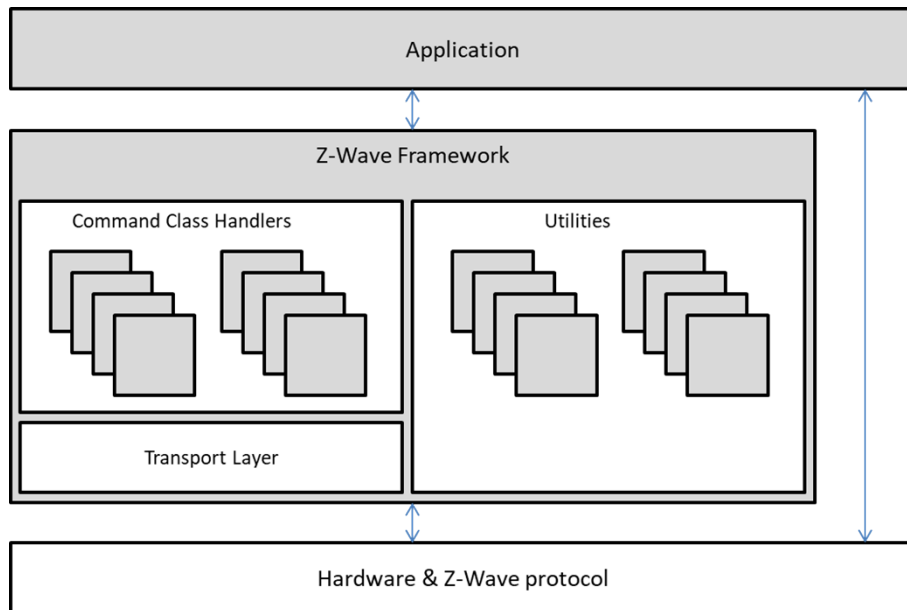 Application
Z-Wave Framework
Command Class Handlers
Utilities
Transport Layer
Hardware & Z-Wave protocol